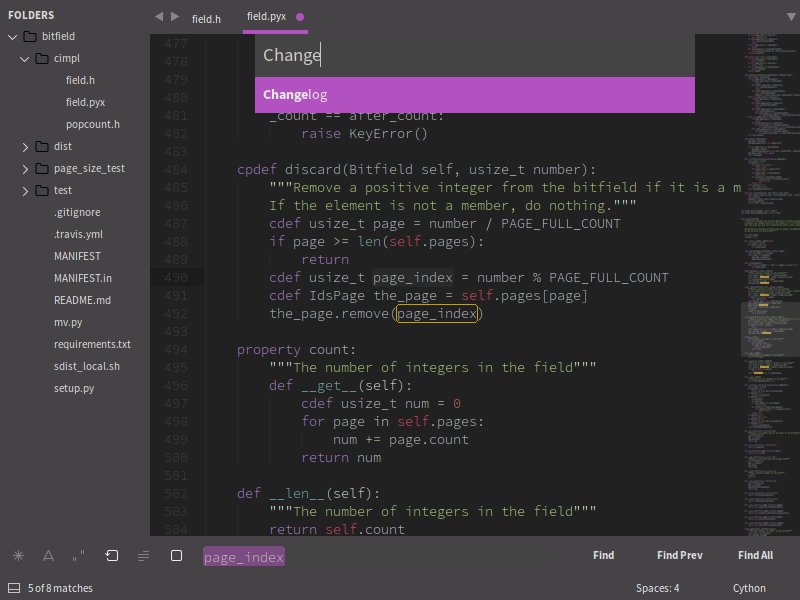 FOLDERS
bitfield
cimpl
field.h
field.pyx
popcount.h
dist
page_size_test
test
.gitignore
.travis.yml
MANIFEST
MANIFEST.in
README.md
mv.py
requirements.txt
sdist_local.sh
setup.py
field.h
field.pyx
Change
Changelog
477
478
479
480
481 _count == after_count:
482 raise KeyError()
483
484 cpdef discard(Bitfield self, usize_t number):
485 """Remove a positive integer from the bitfield if it is a m
486 If the element is not a member, do nothing."""
487 cdef usize_t page = number / PAGE_FULL_COUNT
488 if page >= len(self.pages):
489 return
490 cdef usize_t page_index = number % PAGE_FULL_COUNT
491 cdef IdsPage the_page = self.pages[page]
492 the_page.remove(page_index)
493
494 property count:
495 """The number of integers in the field"""
496 def __get__(self):
497 cdef usize_t num = 0
498 for page in self.pages:
499 num += page.count
500 return num
501
502 def __len__(self):
503 """The number of integers in the field"""
504 return self.count
page_index
Find
Find Prev
Find All
5 of 8 matches
Spaces: 4
Cython